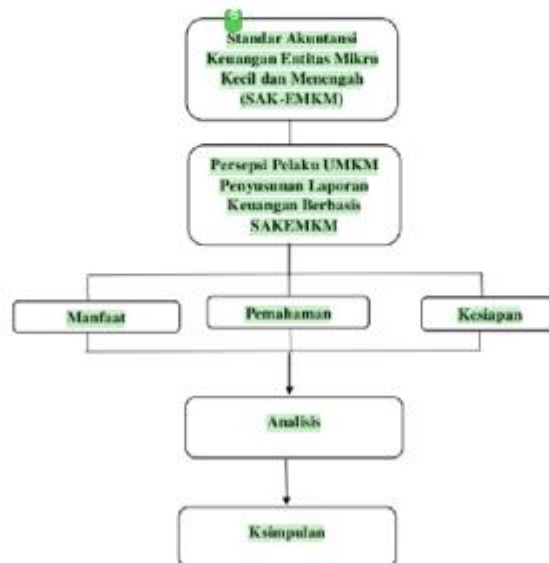 Standar Akuntansi
Keuangan Entitas Mikro
Kecil dan Menengah
(SAK-EMKM)
Persepsi Pelaku UMKM
Penyusunan Laporan
Keuangan Berbasis
SAKEMKM
Manfaat
Pemahaman
Kesiapan
Analisis
Ksimpulan